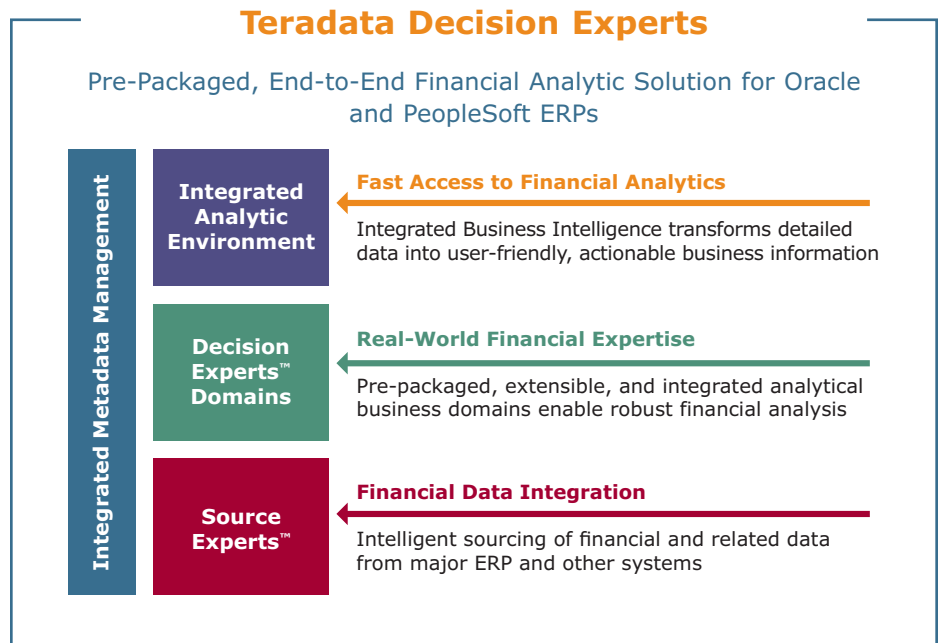 Teradata Decision Experts
Pre-Packaged, End-to-End Financial Analytic Solution for Oracle
and PeopleSoft ERPs
Integrated Metadata Management
Integrated
Analytic
Environment
Fast Access to Financial Analytics
Integrated Business Intelligence transforms detailed
data into user-friendly, actionable business information
Decision
Experts™
Domains
Real-World Financial Expertise
Pre-packaged, extensible, and integrated analytical
business domains enable robust financial analysis
Source
Experts™
Financial Data Integration
Intelligent sourcing of financial and related data
from major ERP and other systems